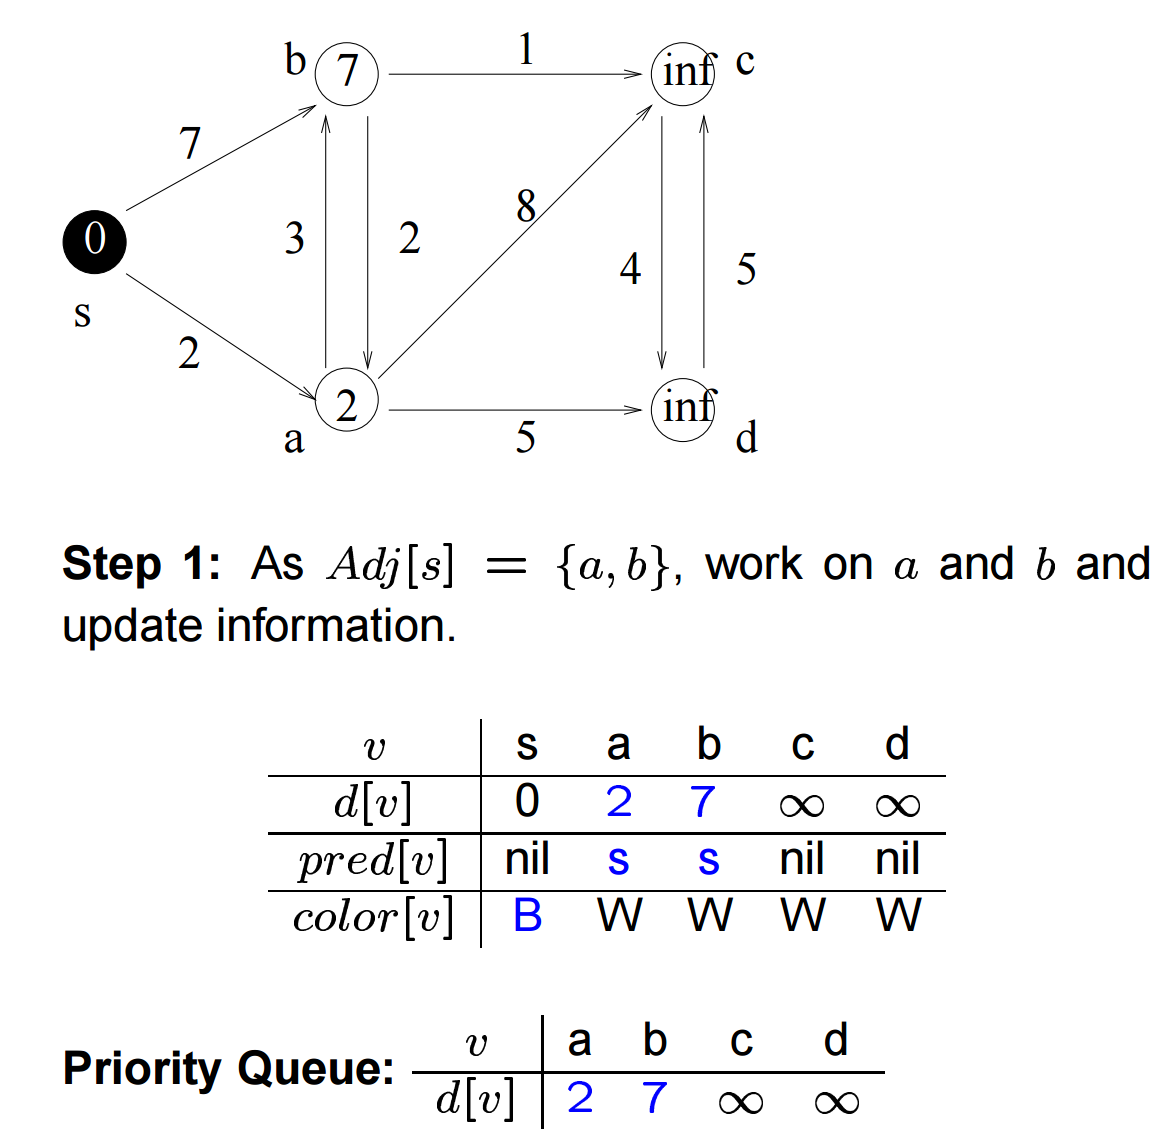 b 7 1 inf c
7
8
0 3 2 4 5
s
2
2 inf
a 5 d
Step 1: As Adj[s] = {a, b}, work on a and b and
update information.
v s a b c d
d[v] 0 2 7 ∞ ∞
pred[v] nil s s nil nil
color[v] B W W W W
Priority Queue: v a b c d
d[v] 2 7 ∞ ∞